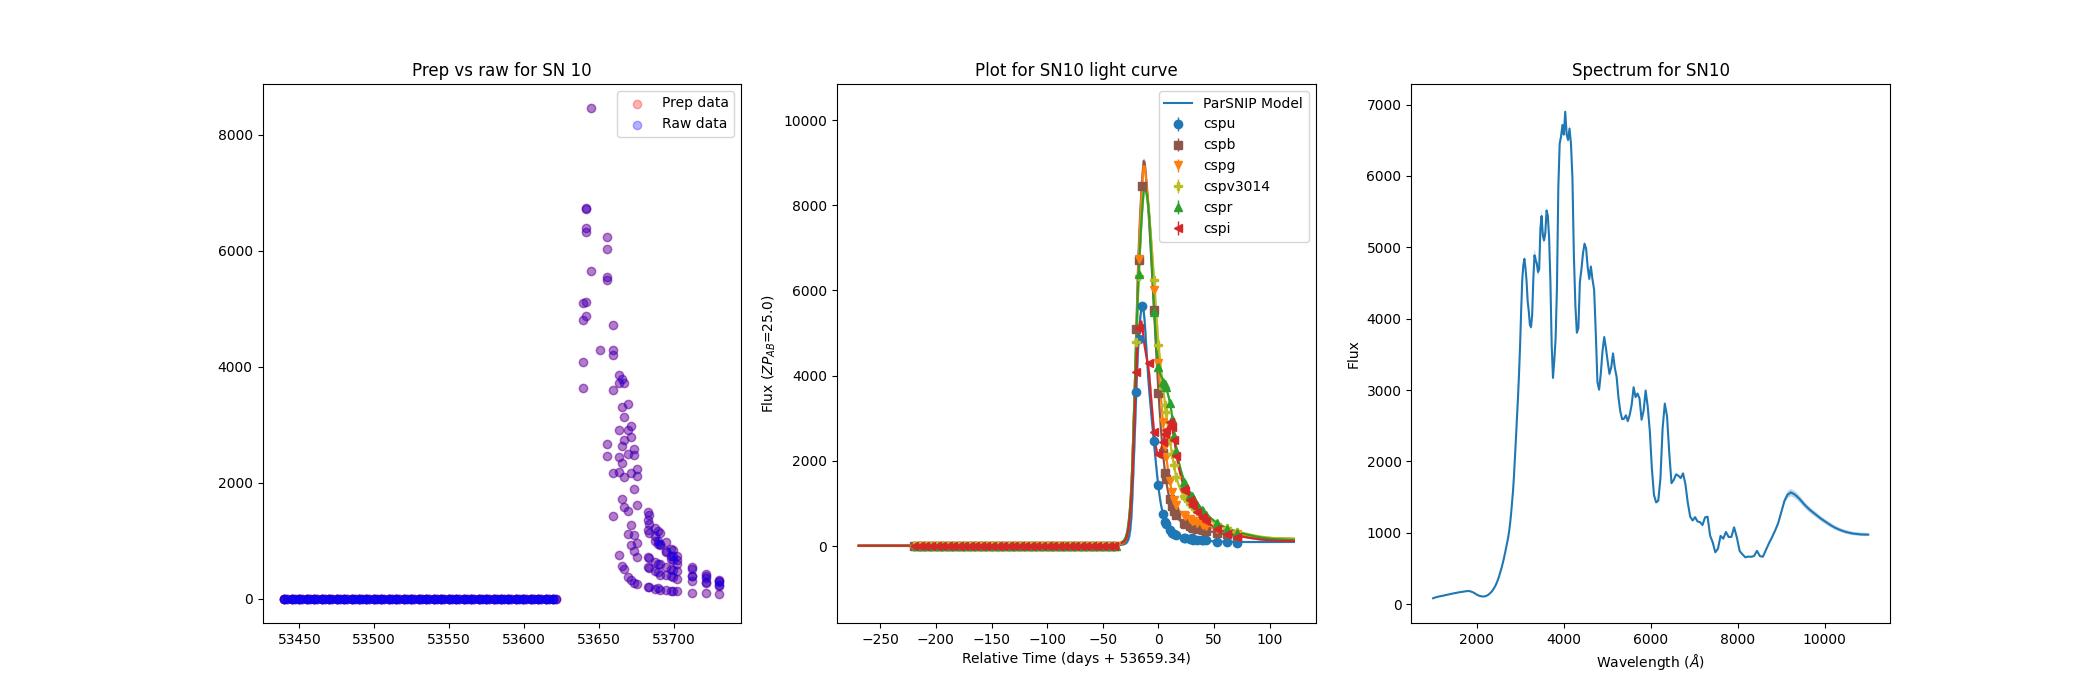 Prep vs raw for SN 10
Prep data
Raw data
8000
6000
4000
2000
0
53450 53500 53550 53600 53650 53700
Plot for SN10 light curve
ParSNIP Model
cspu
cspb
cspg
cspv3014
cspr
cspi
Flux (ZP_AB=25.0)
10000
8000
6000
4000
2000
0
−250 −200 −150 −100 −50 0 50 100
Relative Time (days + 53659.34)
Spectrum for SN10
Flux
7000
6000
5000
4000
3000
2000
1000
0
2000 4000 6000 8000 10000
Wavelength (Å)